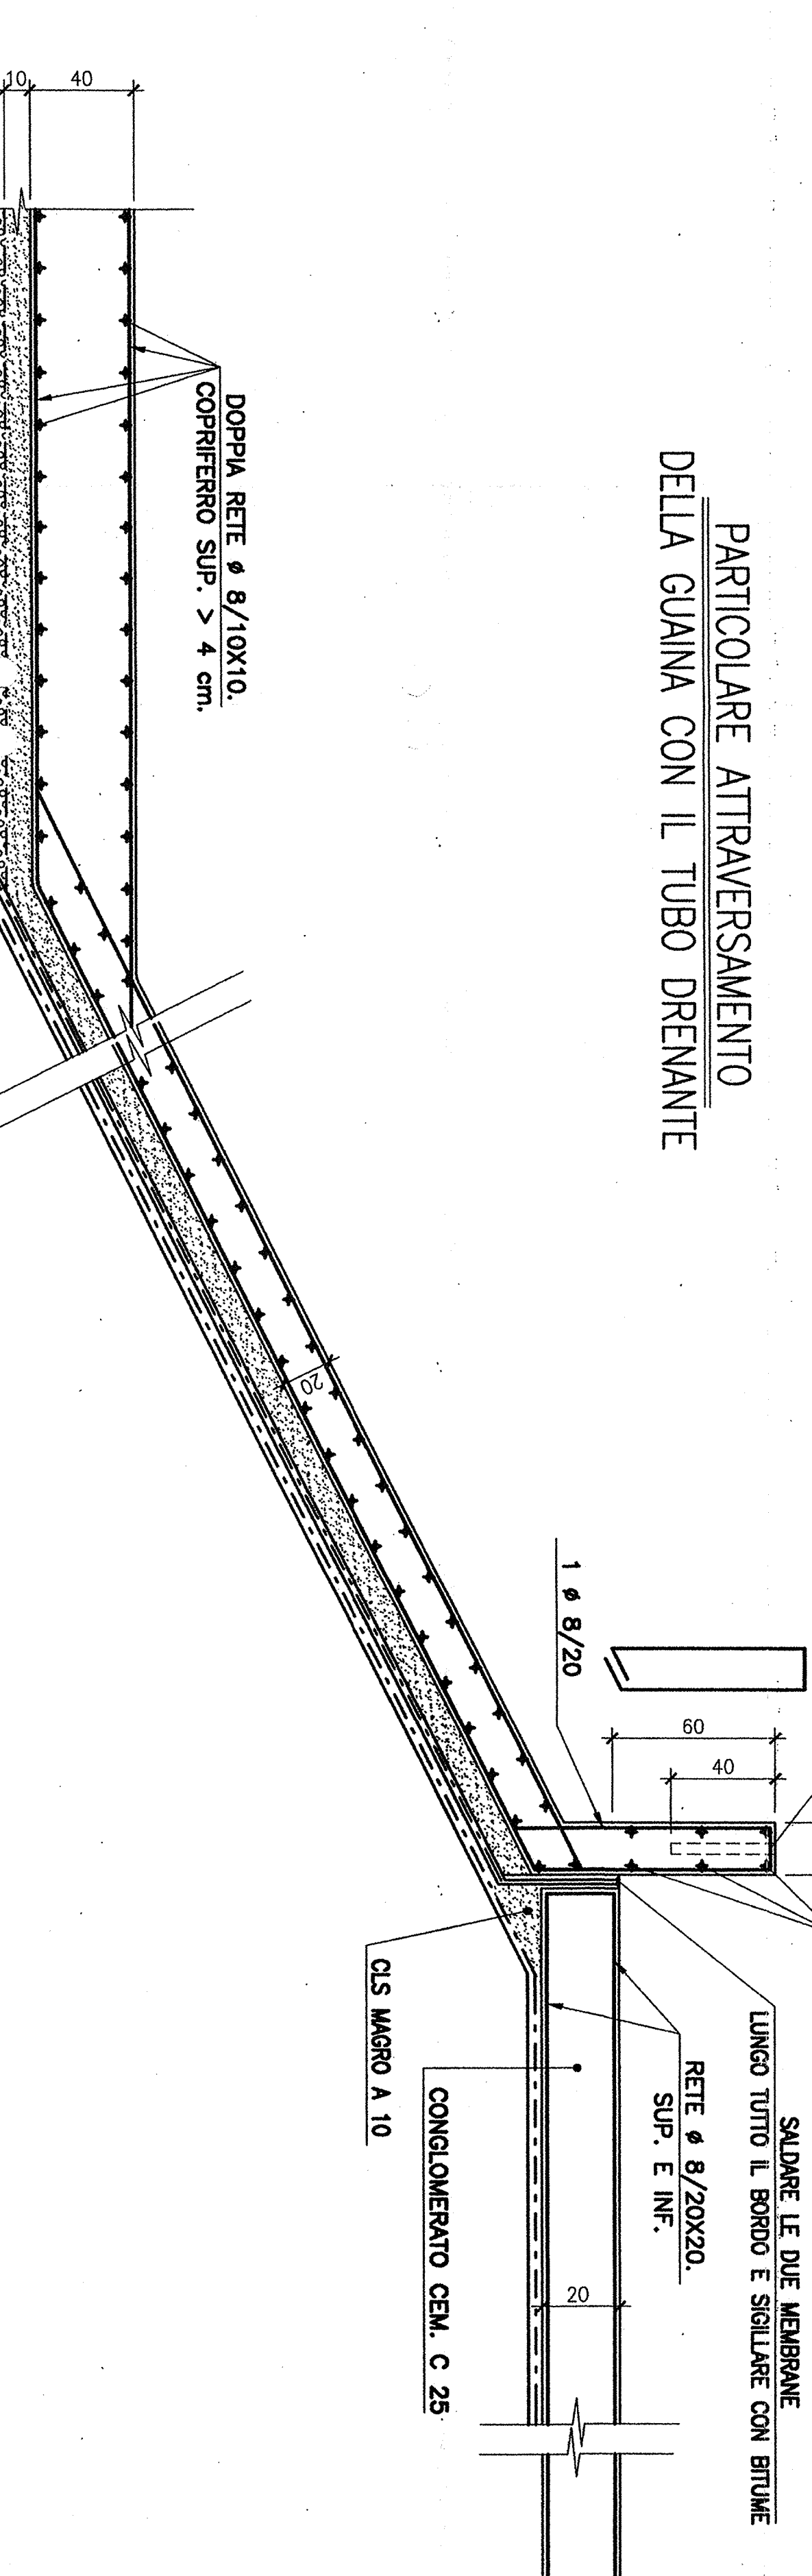 PARTICOLARE ATTRAVERSAMENTO
DELLA GUAINA CON IL TUBO DRENANTE
10
40
DOPPIA RETE ø 8/10X10.
COPRIFERRO SUP. > 4 cm.
20
1 ø 8/20
60
40
SALDARE LE DUE MEMBRANE
LUNGO TUTTO IL BORDO E SIGILLARE CON BITUME
RETE ø 8/20X20.
SUP. E INF.
20
CONGLOMERATO CEM. C 25
CLS MAGRO A 10